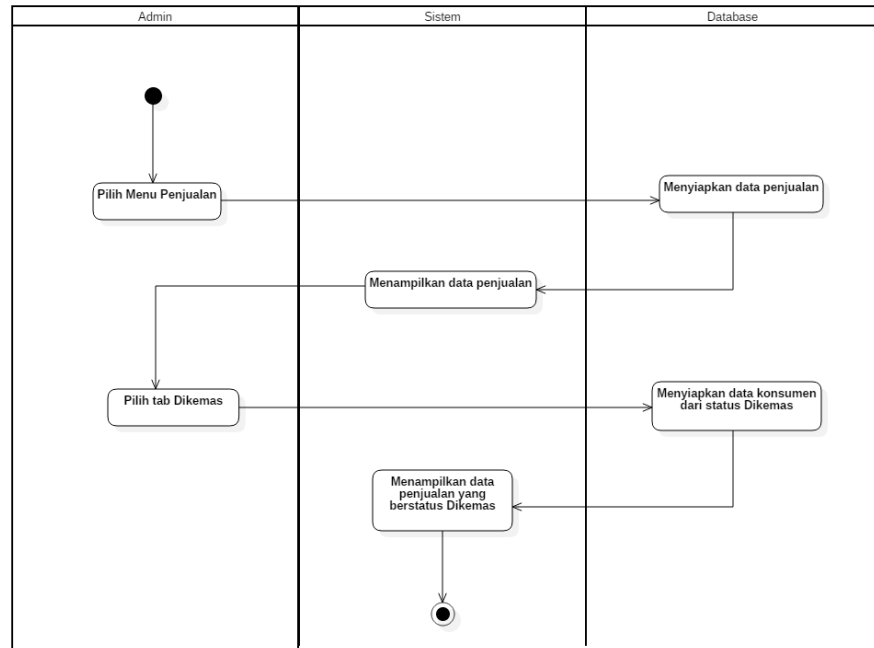 Admin
Sistem
Database
Pilih Menu Penjualan
Menyiapkan data penjualan
Menampilkan data penjualan
Pilih tab Dikemas
Menyiapkan data konsumen
dari status Dikemas
Menampilkan data
penjualan yang
berstatus Dikemas